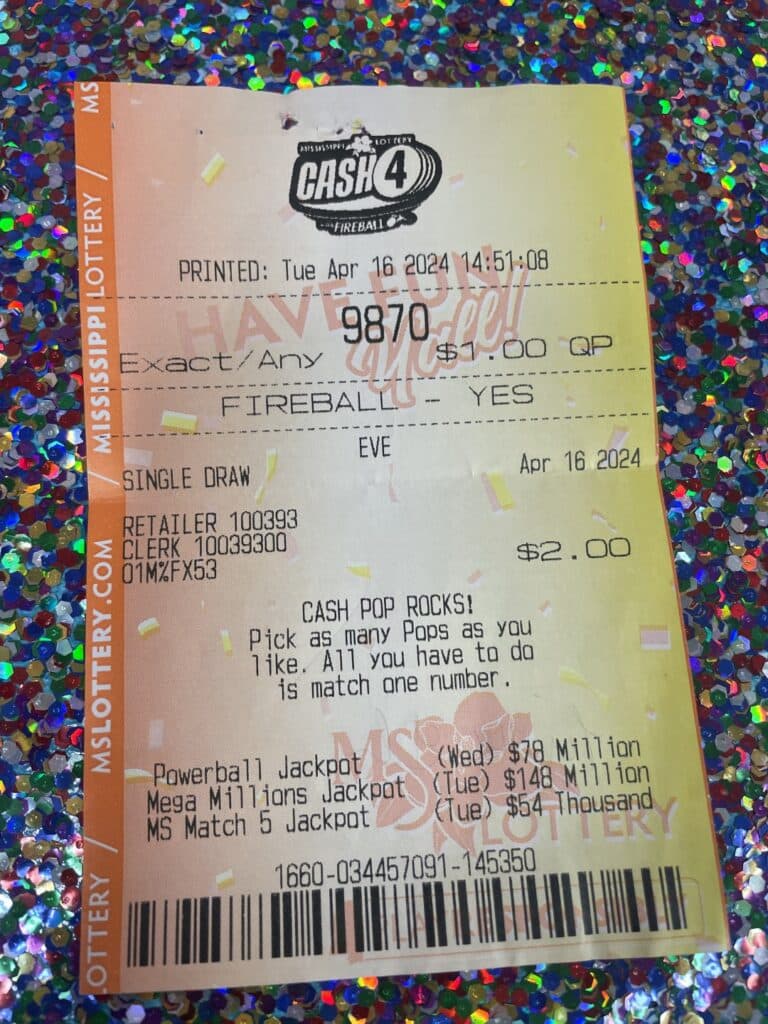 MISSISSIPPI LOTTERY
CASH 4
FIREBALL
PRINTED: Tue Apr 16 2024 14:51:08
HAVE FUN
Y'all!
9870
Exact/Any $1.00 QP
FIREBALL - YES
EVE
SINGLE DRAW Apr 16 2024
RETAILER 100393
CLERK 10039300 $2.00
01M%FX53
CASH POP ROCKS!
Pick as many Pops as you
like. All you have to do
is match one number.
Powerball Jackpot (Wed) $78 Million
Mega Millions Jackpot (Tue) $148 Million
MS Match 5 Jackpot (Tue) $54 Thousand
MS
LOTTERY
1660-034457091-145350
OTTERY / MSLOTTERY.COM / MISSISSIPPI LOTTERY / MS